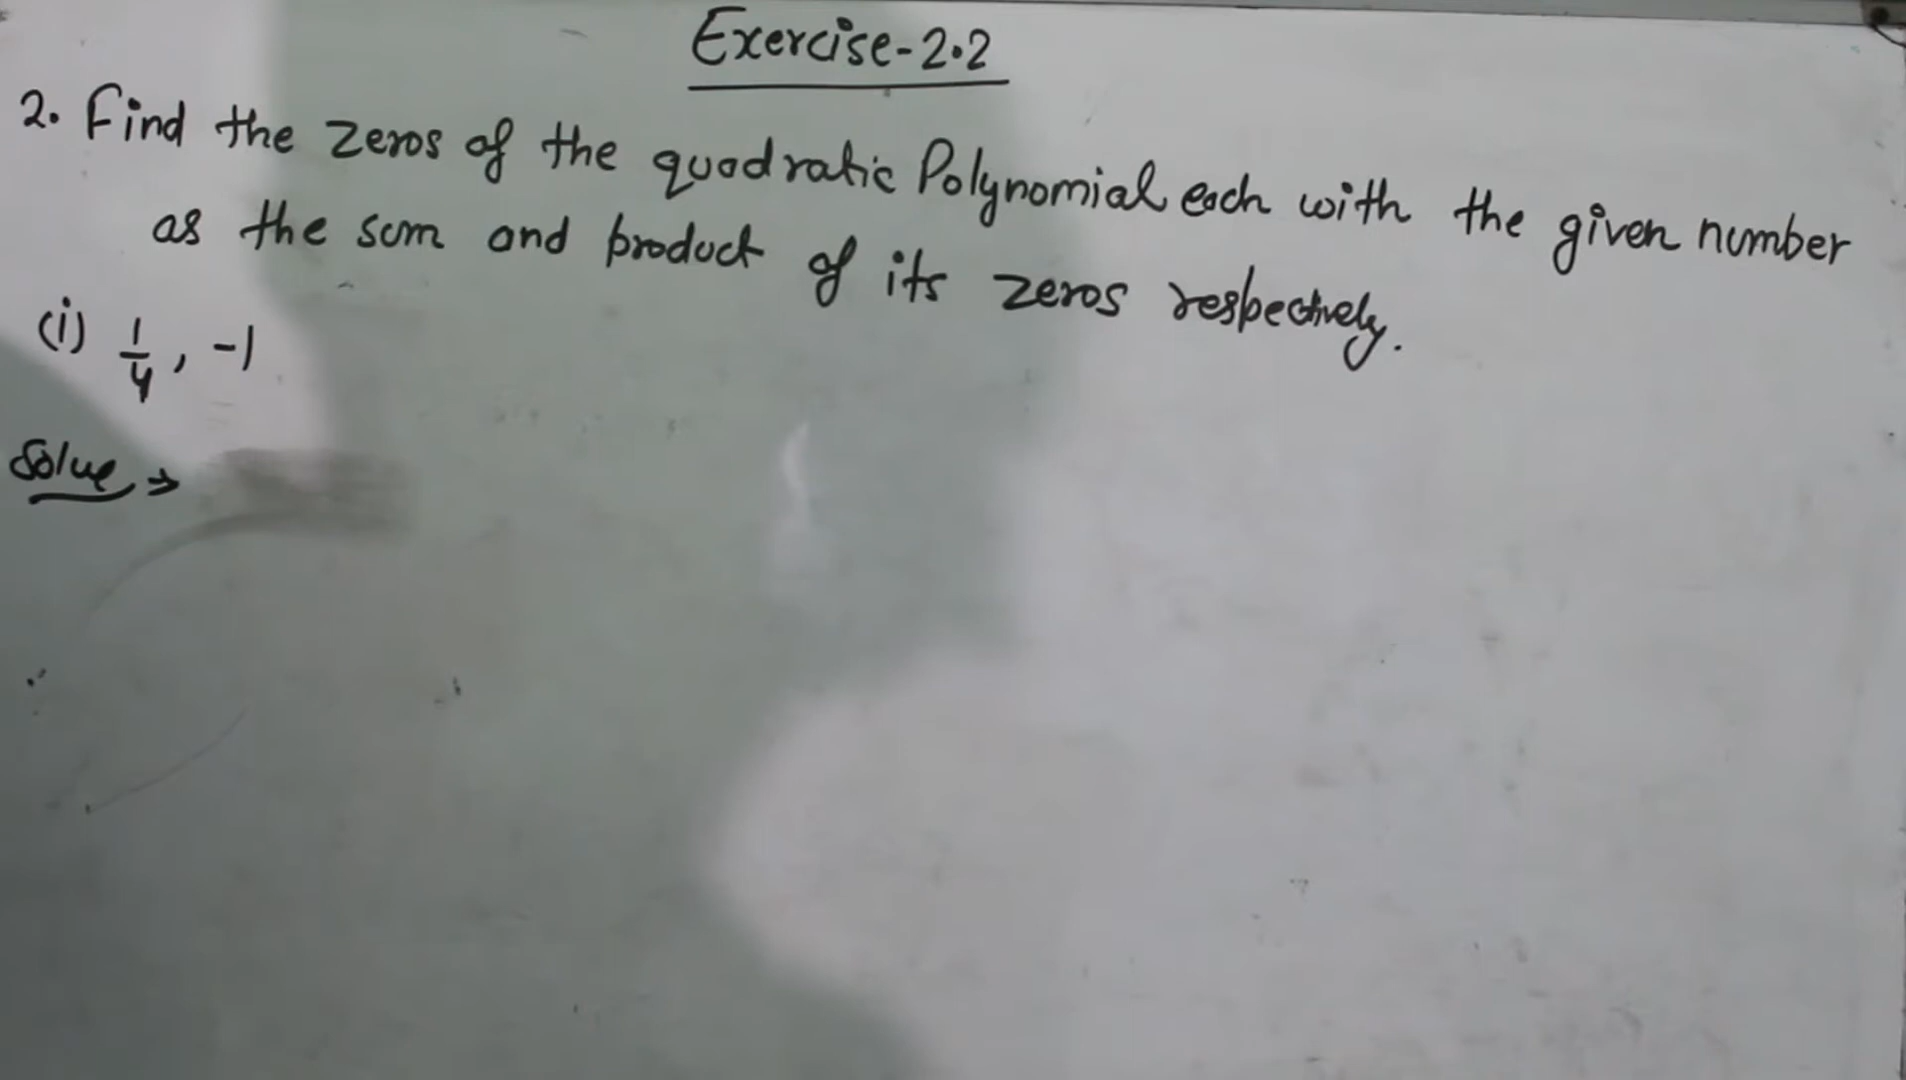 Exercise-2.2
2. Find the zeros of the quadratic Polynomial each with the given number
as the sum and product of its zeros respectively.
(i) 1/4, -1
Solve ⇒